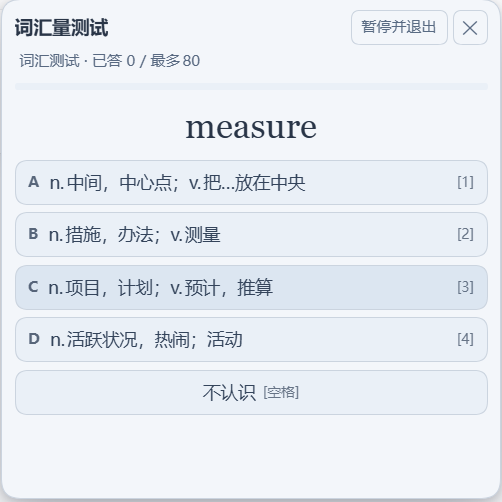 词汇量测试
暂停并退出
词汇测试 · 已答 0 / 最多 80
measure
A n. 中间，中心点；v. 把...放在中央 [1]
B n. 措施，办法；v. 测量 [2]
C n. 项目，计划；v. 预计，推算 [3]
D n. 活跃状况，热闹；活动 [4]
不认识 [空格]